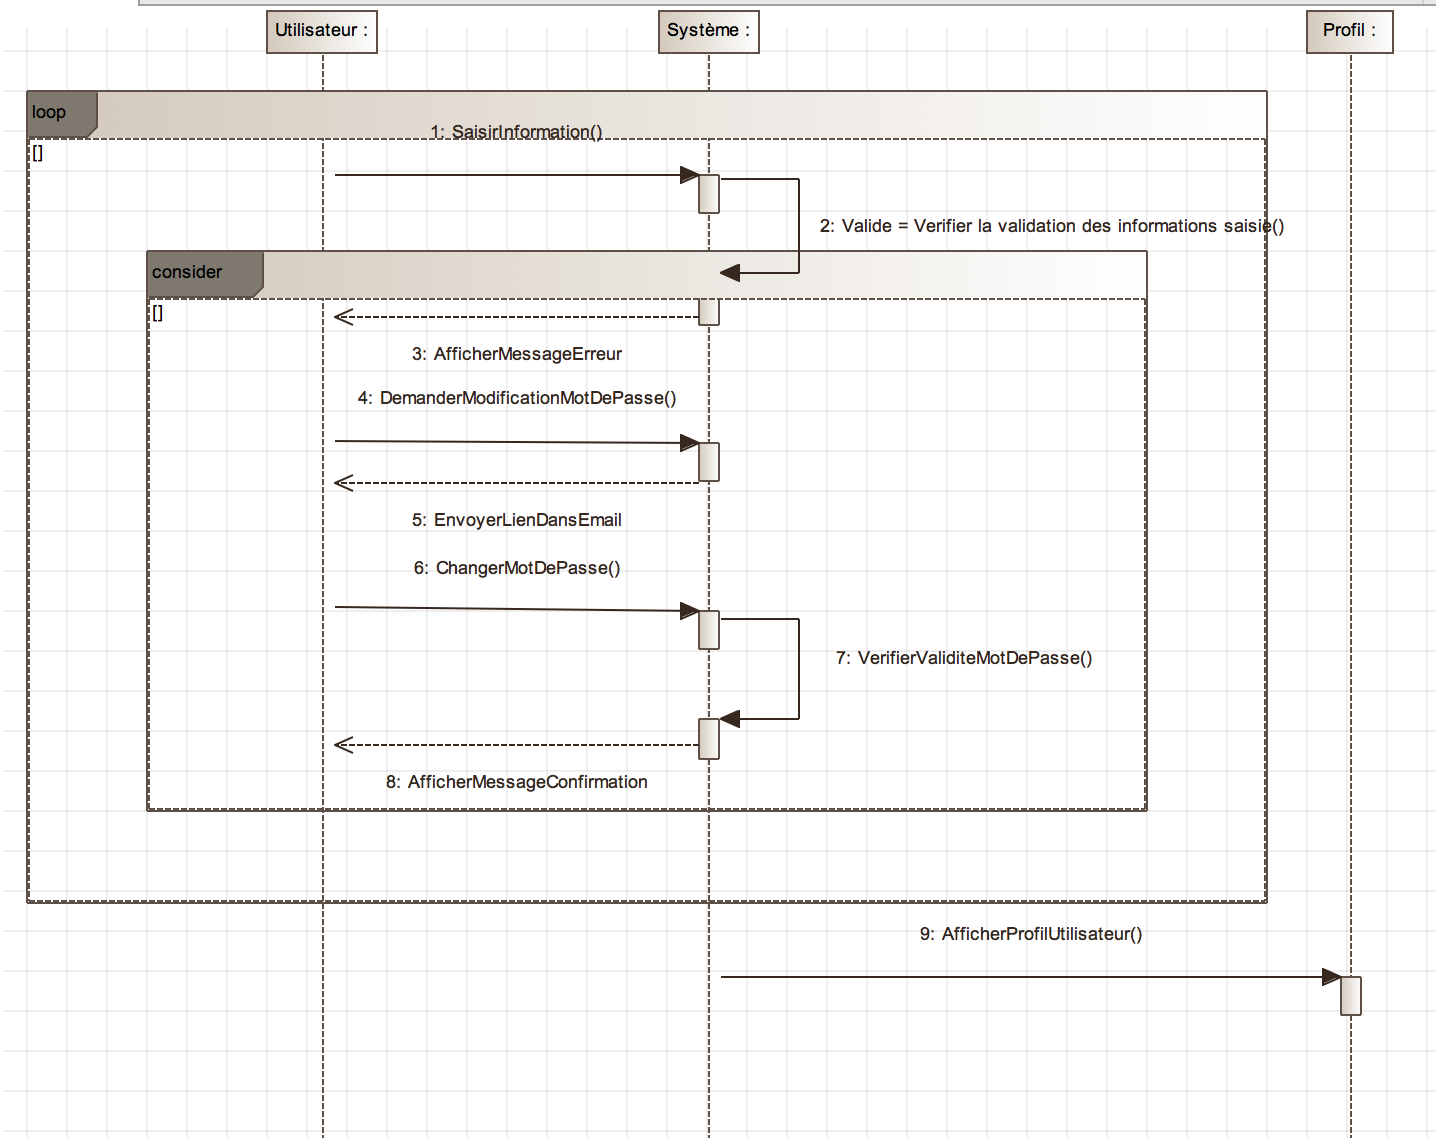 Utilisateur :
Système :
Profil :
loop
1: SaisirInformation()
[]
2: Valide = Verifier la validation des informations saisie()
consider
[]
3: AfficherMessageErreur
4: DemanderModificationMotDePasse()
5: EnvoyerLienDansEmail
6: ChangerMotDePasse()
7: VerifierValiditeMotDePasse()
8: AfficherMessageConfirmation
9: AfficherProfilUtilisateur()